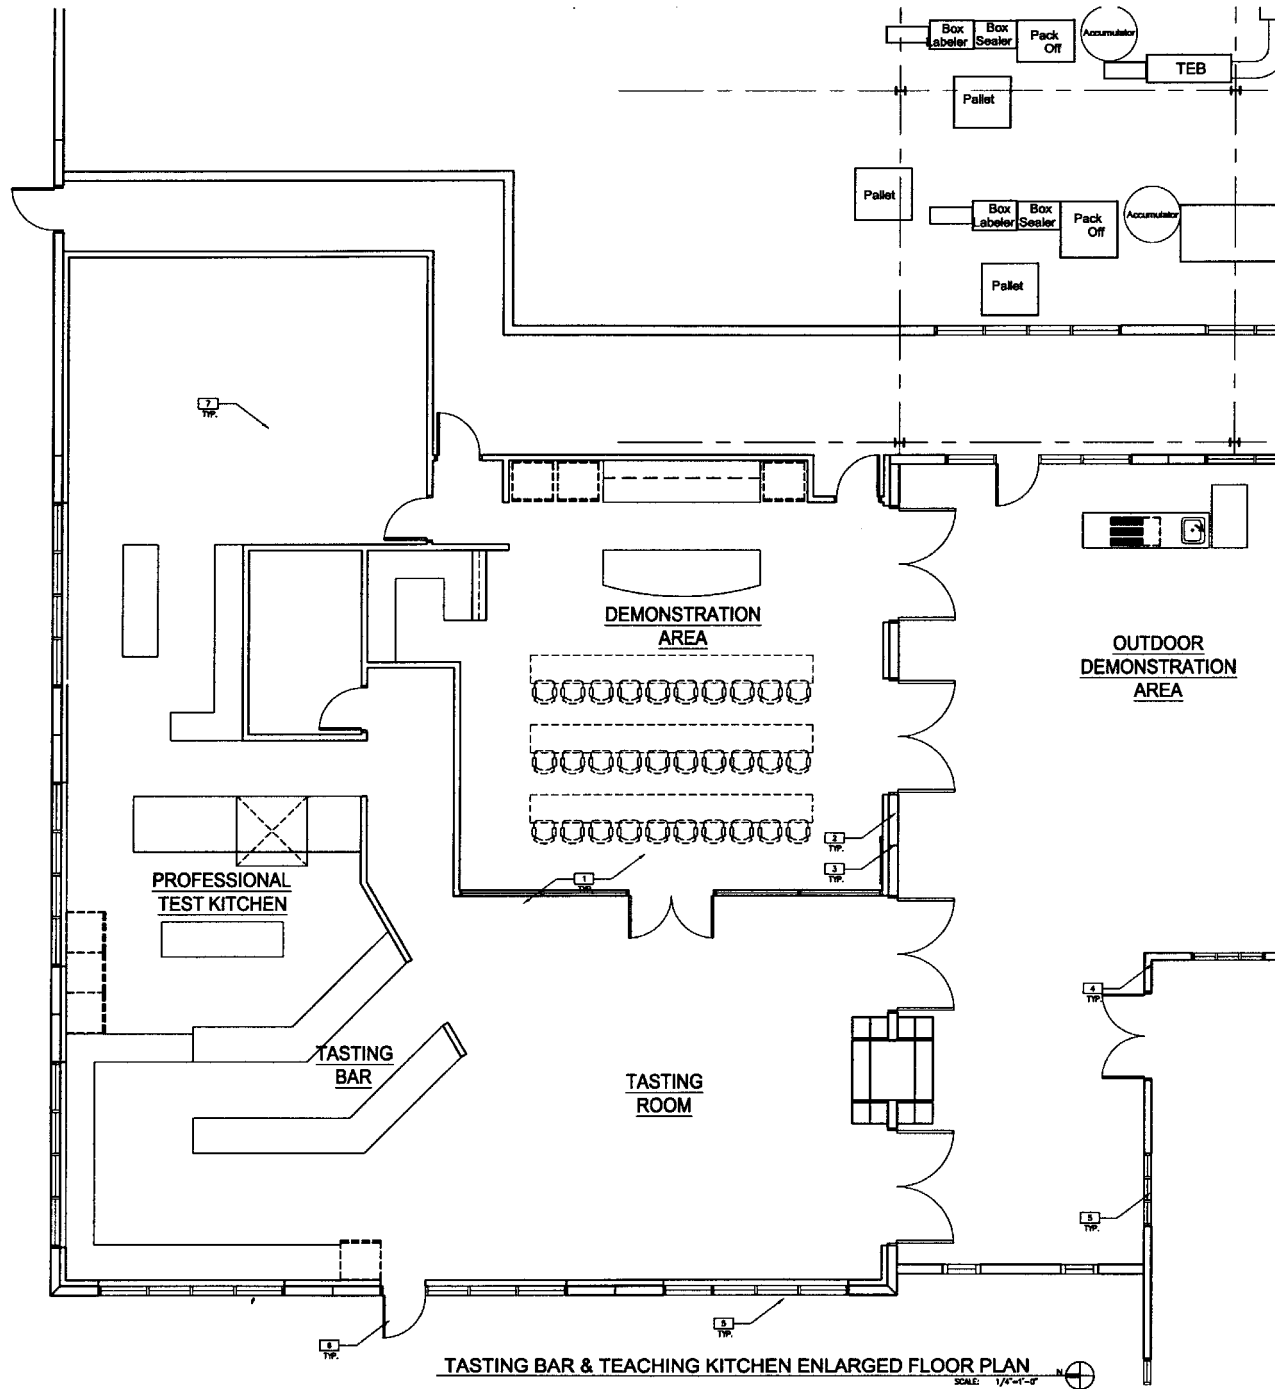 Box
Labeler
Box
Sealer
Pack
Off
Accumulator
TEB
Pallet
Pallet
Box
Labeler
Box
Sealer
Pack
Off
Accumulator
Pallet
7
TYP.
DEMONSTRATION
AREA
OUTDOOR
DEMONSTRATION
AREA
2
TYP.
3
TYP.
1
TYP.
PROFESSIONAL
TEST KITCHEN
4
TYP.
TASTING
BAR
TASTING
ROOM
5
TYP.
6
TYP.
5
TYP.
TASTING BAR & TEACHING KITCHEN ENLARGED FLOOR PLAN
N
SCALE: 1/4"=1'-0"